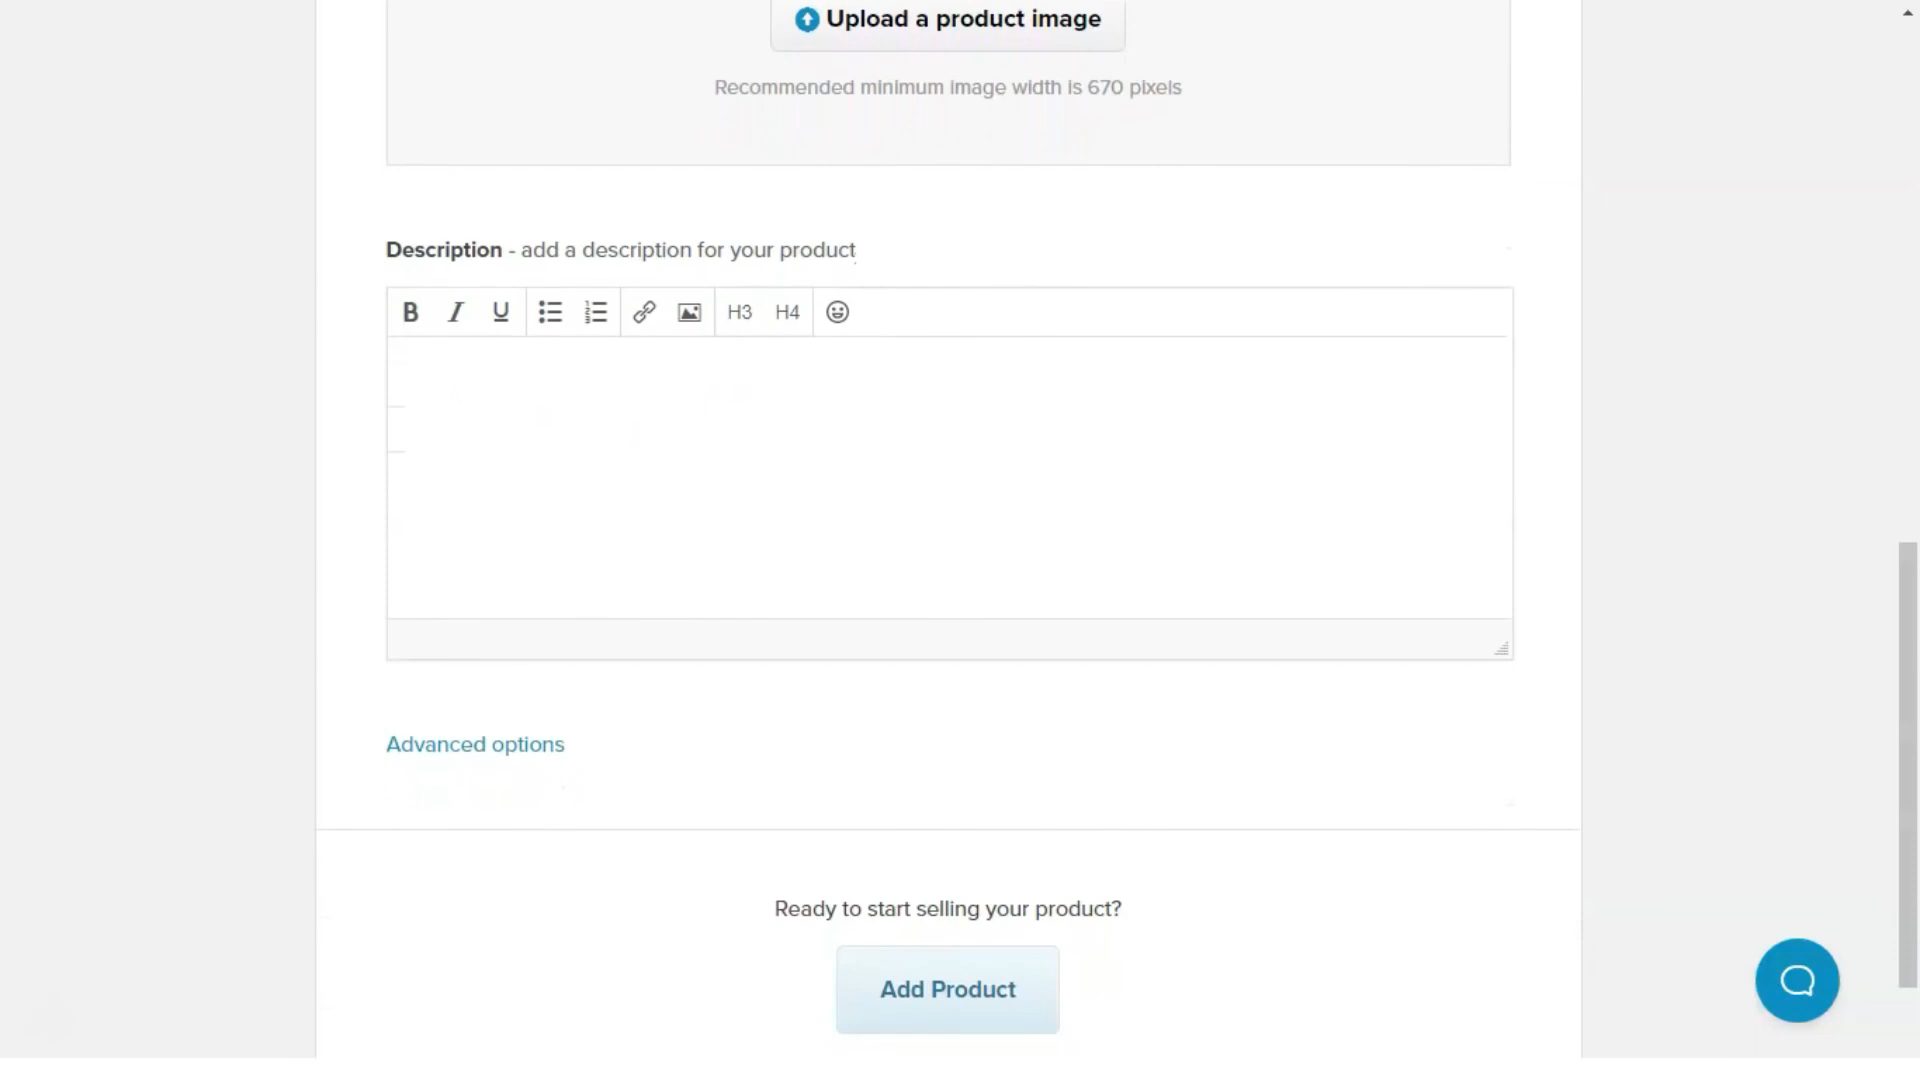 Upload a product image
Recommended minimum image width is 670 pixels
Description - add a description for your product
B I U H3 H4
Advanced options
Ready to start selling your product?
Add Product